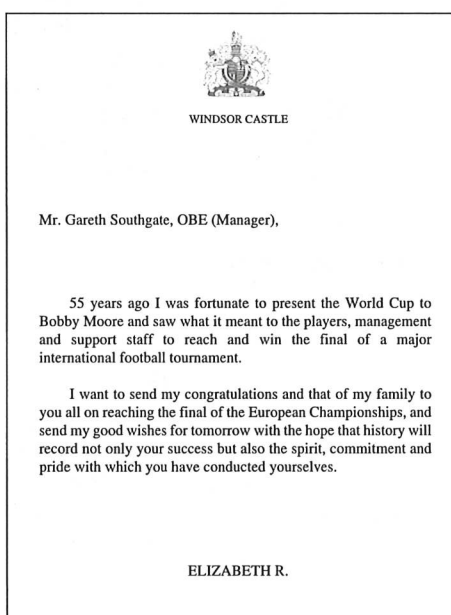 WINDSOR CASTLE
Mr. Gareth Southgate, OBE (Manager),
55 years ago I was fortunate to present the World Cup to
Bobby Moore and saw what it meant to the players, management
and support staff to reach and win the final of a major
international football tournament.
I want to send my congratulations and that of my family to
you all on reaching the final of the European Championships, and
send my good wishes for tomorrow with the hope that history will
record not only your success but also the spirit, commitment and
pride with which you have conducted yourselves.
ELIZABETH R.